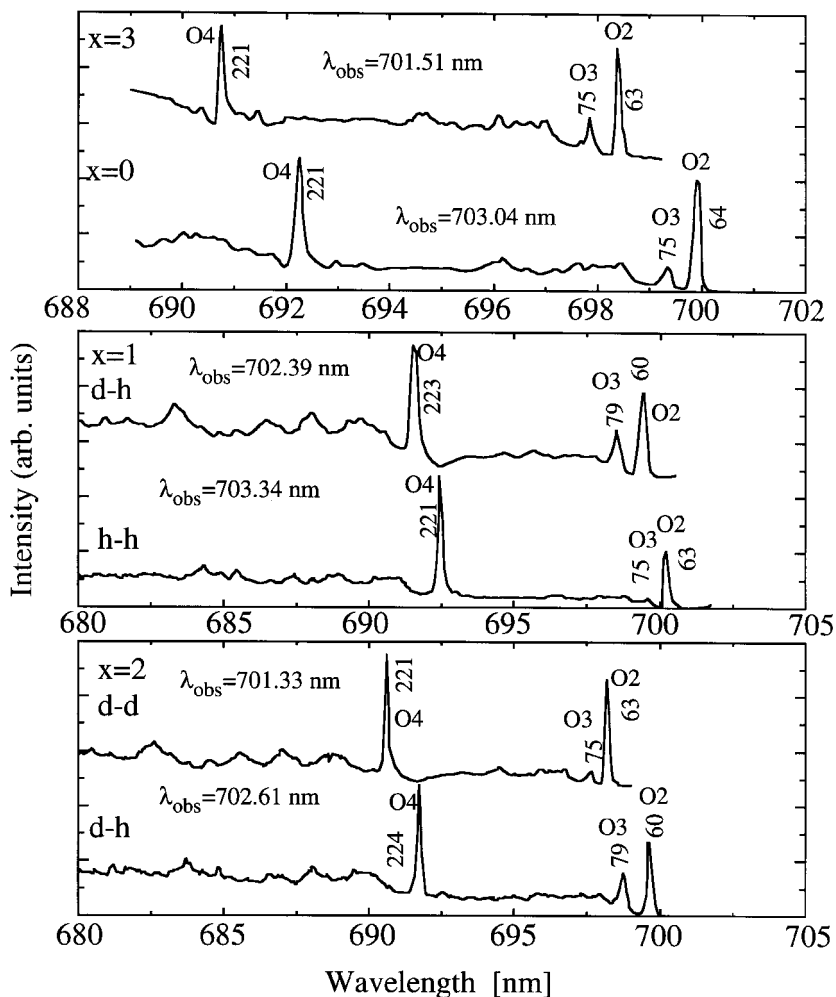 x=3
O4
221
λobs=701.51 nm
O3
75
O2
63
x=0
O4
221
λobs=703.04 nm
O3
75
O2
64
688 690 692 694 696 698 700 702
Intensity (arb. units)
x=1
d-h
λobs=702.39 nm
O4
223
O3
79
60
O2
λobs=703.34 nm
h-h
O4
221
O3
75
O2
63
680 685 690 695 700 705
x=2
d-d
λobs=701.33 nm
221
O4
O3
75
O2
63
λobs=702.61 nm
d-h
O4
224
O3
79
O2
60
680 685 690 695 700 705
Wavelength [nm]